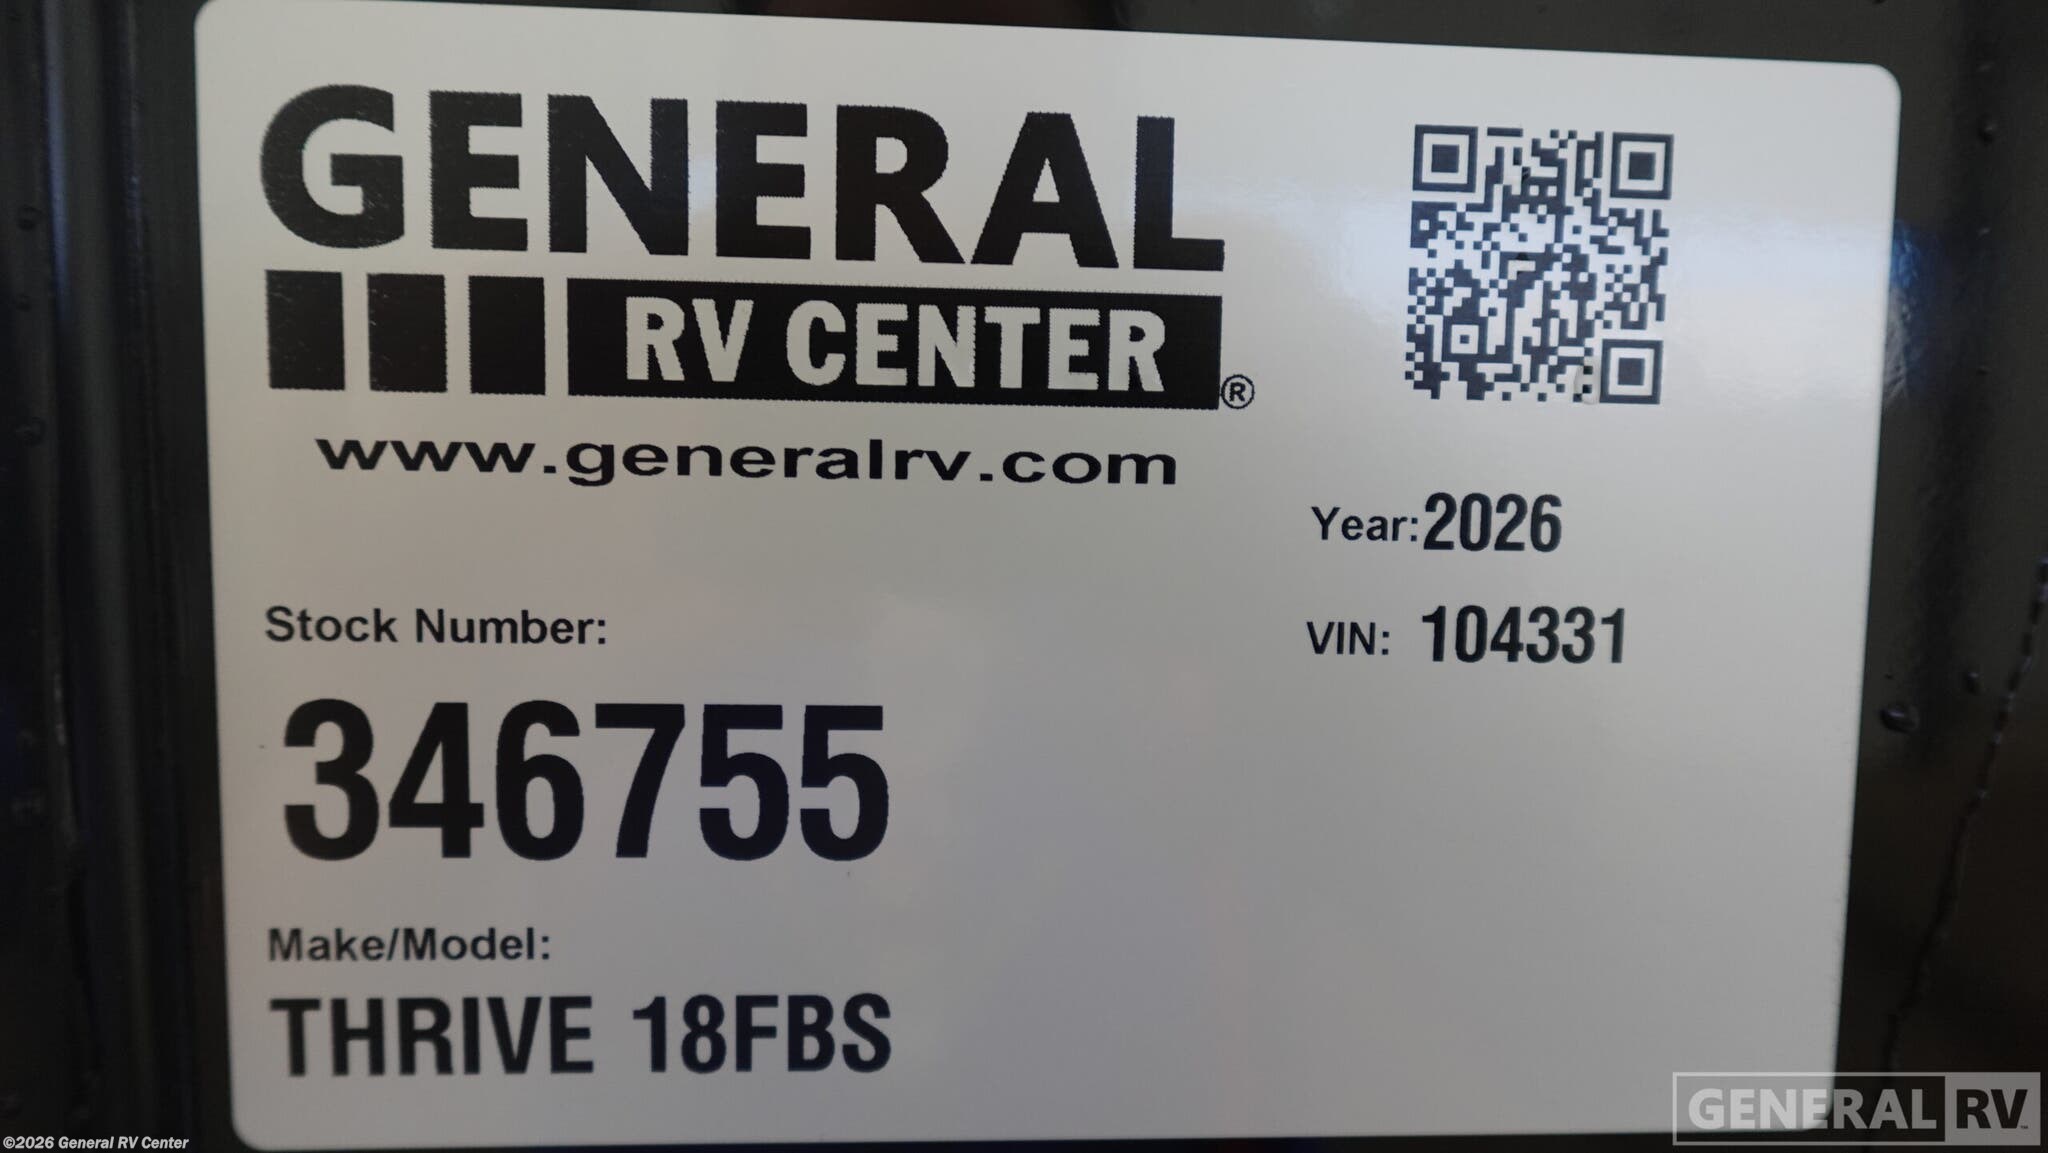 GENERAL
RV CENTER®
www.generalrv.com
Year: 2026
VIN: 104331
Stock Number:
346755
Make/Model:
THRIVE 18FBS
GENERAL RV™
©2026 General RV Center